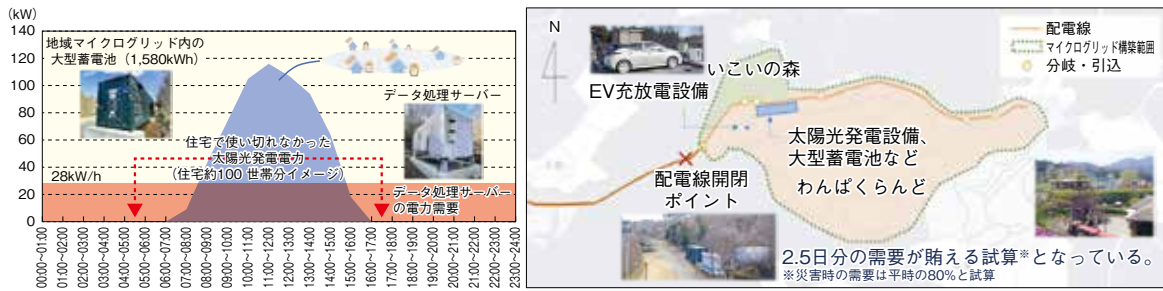 (kW)
140
120
100
80
60
40
20
0
地域マイクログリッド内の
大型蓄電池（1,580kWh）
データ処理サーバー
住宅で使い切れなかった
太陽光発電電力
（住宅約100 世帯分イメージ）
28kW/h
データ処理サーバー
の電力需要
00:00～01:00
01:00～02:00
02:00～03:00
03:00～04:00
04:00～05:00
05:00～06:00
06:00～07:00
07:00～08:00
08:00～09:00
09:00～10:00
10:00～11:00
11:00～12:00
12:00～13:00
13:00～14:00
14:00～15:00
15:00～16:00
16:00～17:00
17:00～18:00
18:00～19:00
19:00～20:00
20:00～21:00
21:00～22:00
22:00～23:00
23:00～24:00
N
配電線
マイクログリッド構築範囲
分岐・引込
いこいの森
EV充放電設備
太陽光発電設備、
大型蓄電池など
わんぱくらんど
配電線開閉
ポイント
2.5日分の需要が賄える試算※となっている。
※災害時の需要は平時の80%と試算